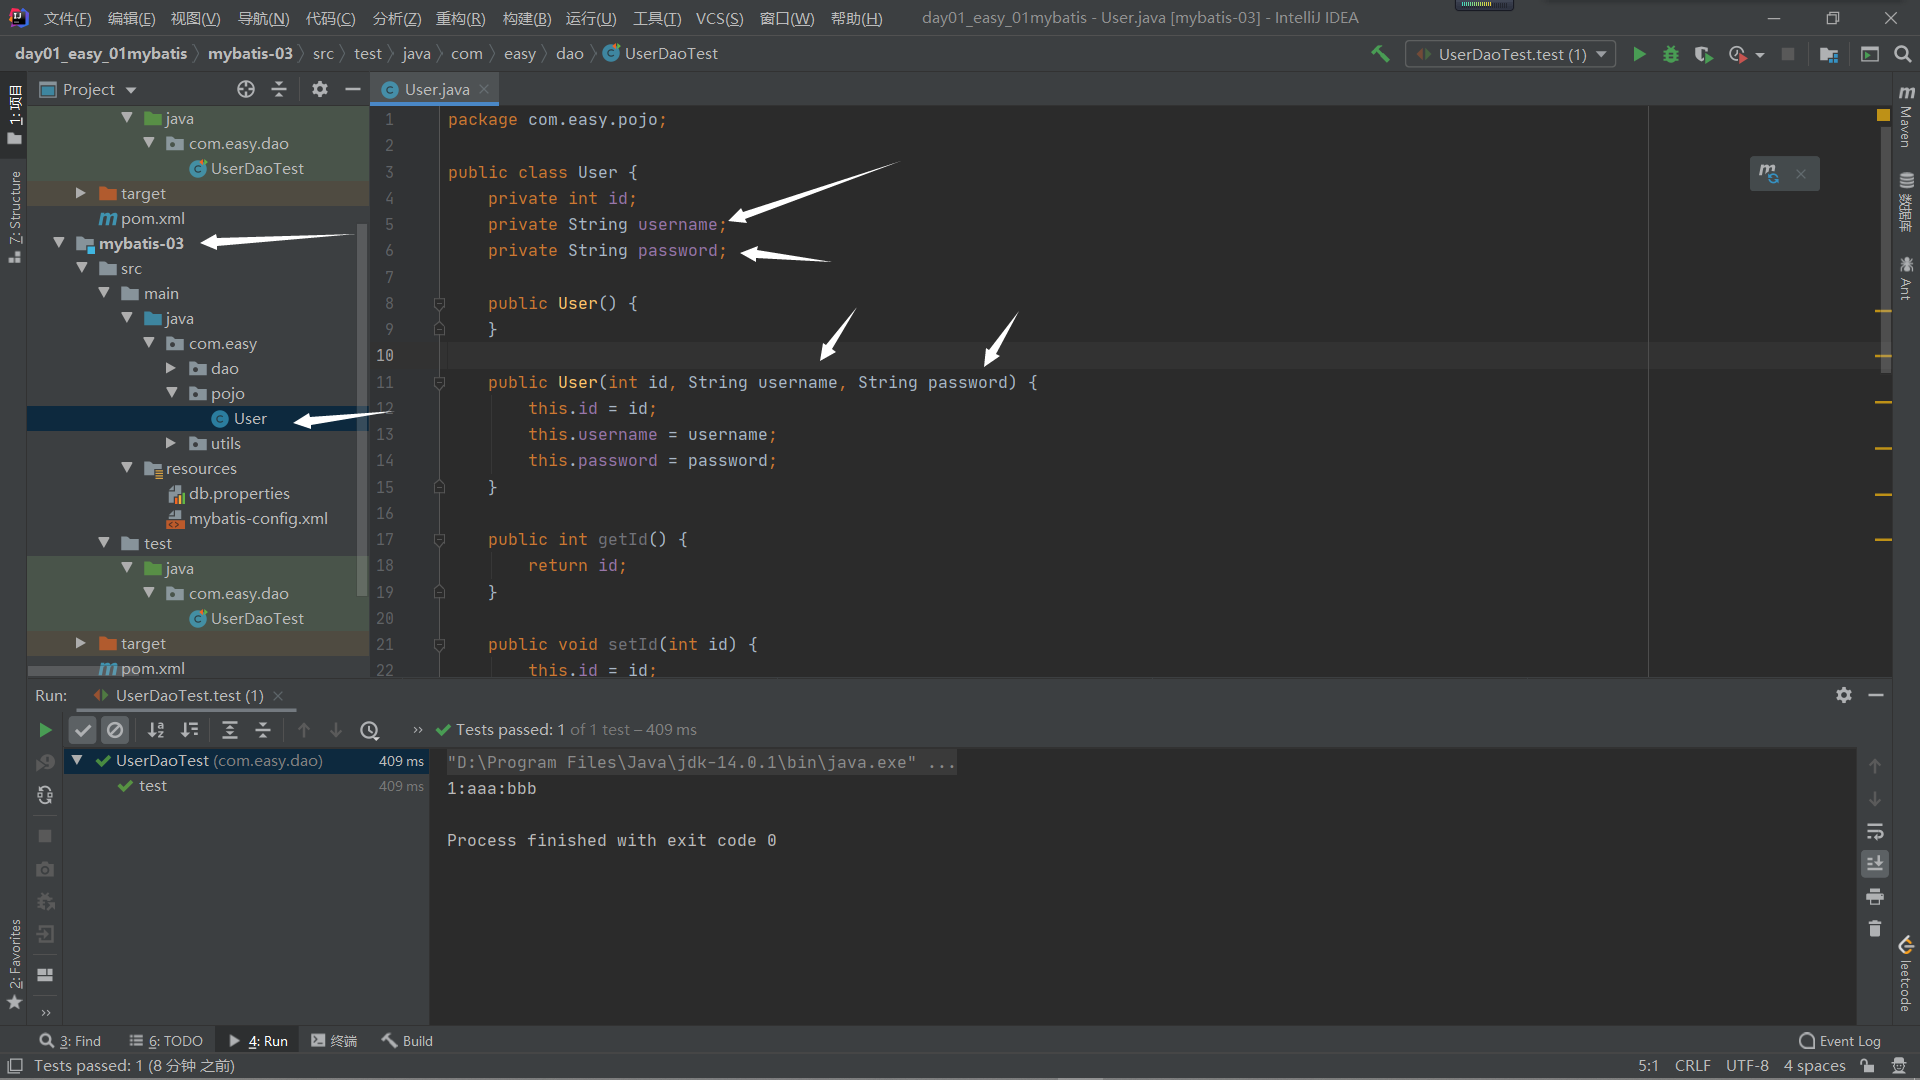 文件(F) 编辑(E) 视图(V) 导航(N) 代码(C) 分析(Z) 重构(R) 构建(B) 运行(U) 工具(T) VCS(S) 窗口(W) 帮助(H) day01_easy_01mybatis - User.java [mybatis-03] - IntelliJ IDEA
day01_easy_01mybatis mybatis-03 src test java com easy dao UserDaoTest UserDaoTest.test (1)
Project
User.java
java
com.easy.dao
UserDaoTest
target
pom.xml
mybatis-03
src
main
java
com.easy
dao
pojo
User
utils
resources
db.properties
mybatis-config.xml
test
java
com.easy.dao
UserDaoTest
target
pom.xml
1: 项目
7: Structure
2: Favorites
1 package com.easy.pojo;
2
3 public class User {
4 private int id;
5 private String username;
6 private String password;
7
8 public User() {
9 }
10
11 public User(int id, String username, String password) {
12 this.id = id;
13 this.username = username;
14 this.password = password;
15 }
16
17 public int getId() {
18 return id;
19 }
20
21 public void setId(int id) {
22 this.id = id;
Maven
数据库
Ant
leetcode
Run: UserDaoTest.test (1)
Tests passed: 1 of 1 test – 409 ms
UserDaoTest (com.easy.dao) 409 ms
test 409 ms
"D:\Program Files\Java\jdk-14.0.1\bin\java.exe" ...
1:aaa:bbb
Process finished with exit code 0
3: Find 6: TODO 4: Run 终端 Build Event Log
Tests passed: 1 (8 分钟 之前) 5:1 CRLF UTF-8 4 spaces